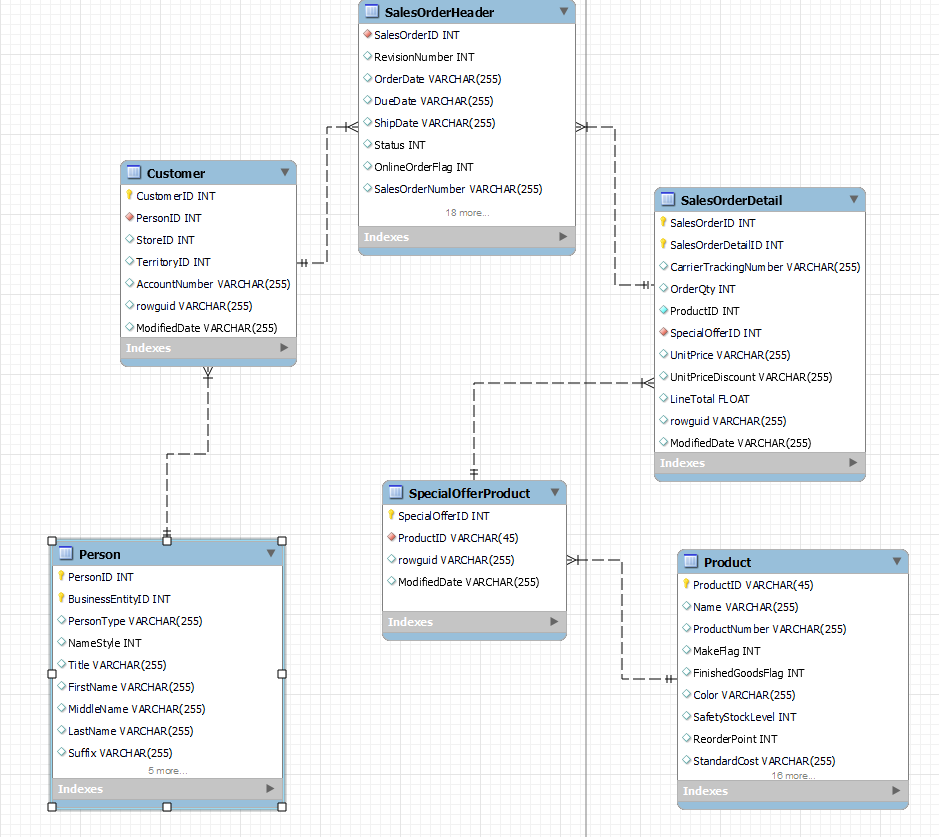 SalesOrderHeader
SalesOrderID INT
RevisionNumber INT
OrderDate VARCHAR(255)
DueDate VARCHAR(255)
ShipDate VARCHAR(255)
Status INT
OnlineOrderFlag INT
SalesOrderNumber VARCHAR(255)
18 more...
Indexes
Customer
CustomerID INT
PersonID INT
StoreID INT
TerritoryID INT
AccountNumber VARCHAR(255)
rowguid VARCHAR(255)
ModifiedDate VARCHAR(255)
Indexes
SalesOrderDetail
SalesOrderID INT
SalesOrderDetailID INT
CarrierTrackingNumber VARCHAR(255)
OrderQty INT
ProductID INT
SpecialOfferID INT
UnitPrice VARCHAR(255)
UnitPriceDiscount VARCHAR(255)
LineTotal FLOAT
rowguid VARCHAR(255)
ModifiedDate VARCHAR(255)
Indexes
SpecialOfferProduct
SpecialOfferID INT
ProductID VARCHAR(45)
rowguid VARCHAR(255)
ModifiedDate VARCHAR(255)
Indexes
Person
PersonID INT
BusinessEntityID INT
PersonType VARCHAR(255)
NameStyle INT
Title VARCHAR(255)
FirstName VARCHAR(255)
MiddleName VARCHAR(255)
LastName VARCHAR(255)
Suffix VARCHAR(255)
5 more...
Indexes
Product
ProductID VARCHAR(45)
Name VARCHAR(255)
ProductNumber VARCHAR(255)
MakeFlag INT
FinishedGoodsFlag INT
Color VARCHAR(255)
SafetyStockLevel INT
ReorderPoint INT
StandardCost VARCHAR(255)
16 more...
Indexes